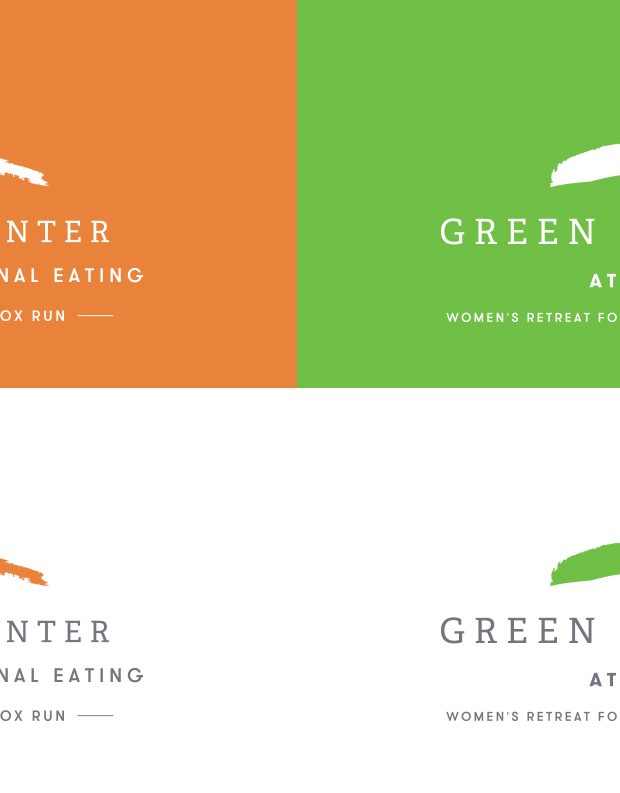 NTER
NAL EATING
OX RUN
GREEN
AT
WOMEN'S RETREAT FO
NTER
NAL EATING
OX RUN
GREEN
AT
WOMEN'S RETREAT FO